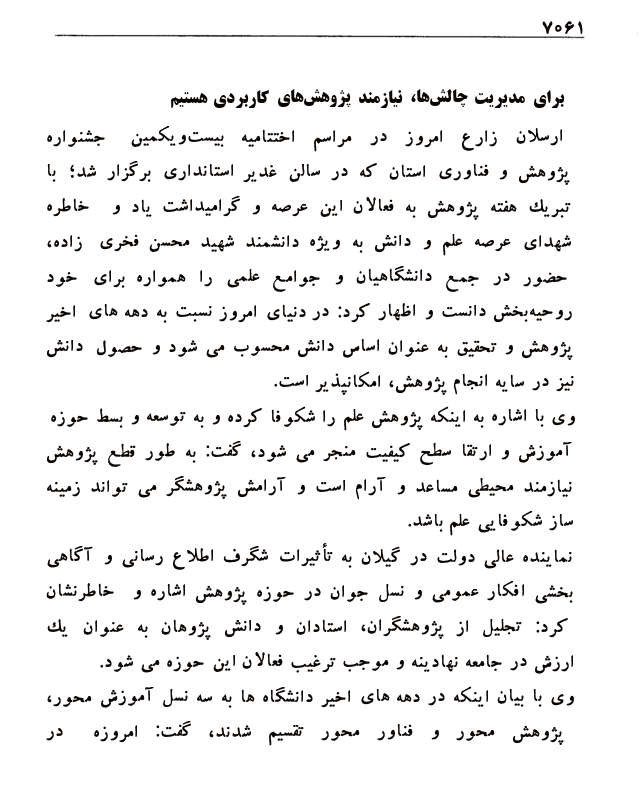 ۷۰۶۱
برای مدیریت چالش‌ها، نیازمند پژوهش‌های کاربردی هستیم
ارسلان زارع امروز در مراسم اختتامیه بیست‌ویکمین جشنواره
پژوهش و فناوری استان که در سالن غدیر استانداری برگزار شد؛ با
تبریك هفته پژوهش به فعالان این عرصه و گرامیداشت یاد و خاطره
شهدای عرصه علم و دانش به ویژه دانشمند شهید محسن فخری زاده،
حضور در جمع دانشگاهیان و جوامع علمی را همواره برای خود
روحیه‌بخش دانست و اظهار کرد: در دنیای امروز نسبت به دهه های اخیر
پژوهش و تحقیق به عنوان اساس دانش محسوب می شود و حصول دانش
نیز در سایه انجام پژوهش، امکانپذیر است.
وی با اشاره به اینکه پژوهش علم را شکوفا کرده و به توسعه و بسط حوزه
آموزش و ارتقا سطح کیفیت منجر می شود، گفت: به طور قطع پژوهش
نیازمند محیطی مساعد و آرام است و آرامش پژوهشگر می تواند زمینه
ساز شکوفایی علم باشد.
نماینده عالی دولت در گیلان به تأثیرات شگرف اطلاع رسانی و آگاهی
بخشی افکار عمومی و نسل جوان در حوزه پژوهش اشاره و خاطرنشان
کرد: تجلیل از پژوهشگران، استادان و دانش پژوهان به عنوان یك
ارزش در جامعه نهادینه و موجب ترغیب فعالان این حوزه می شود.
وی با بیان اینکه در دهه های اخیر دانشگاه ها به سه نسل آموزش محور،
پژوهش محور و فناور محور تقسیم شدند، گفت: امروزه در